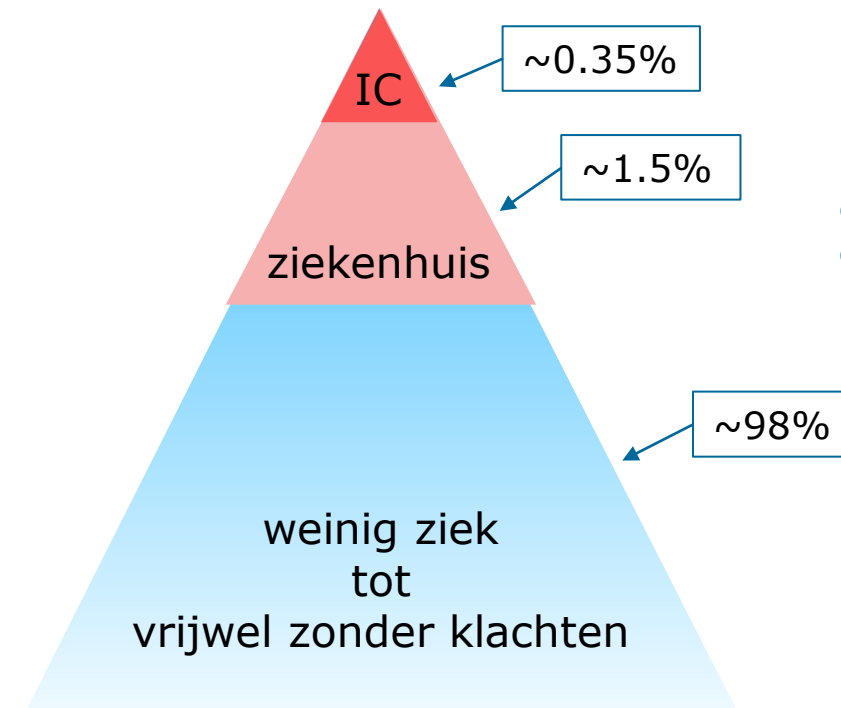 IC
~0.35%
~1.5%
ziekenhuis
~98%
weinig ziek
tot
vrijwel zonder klachten